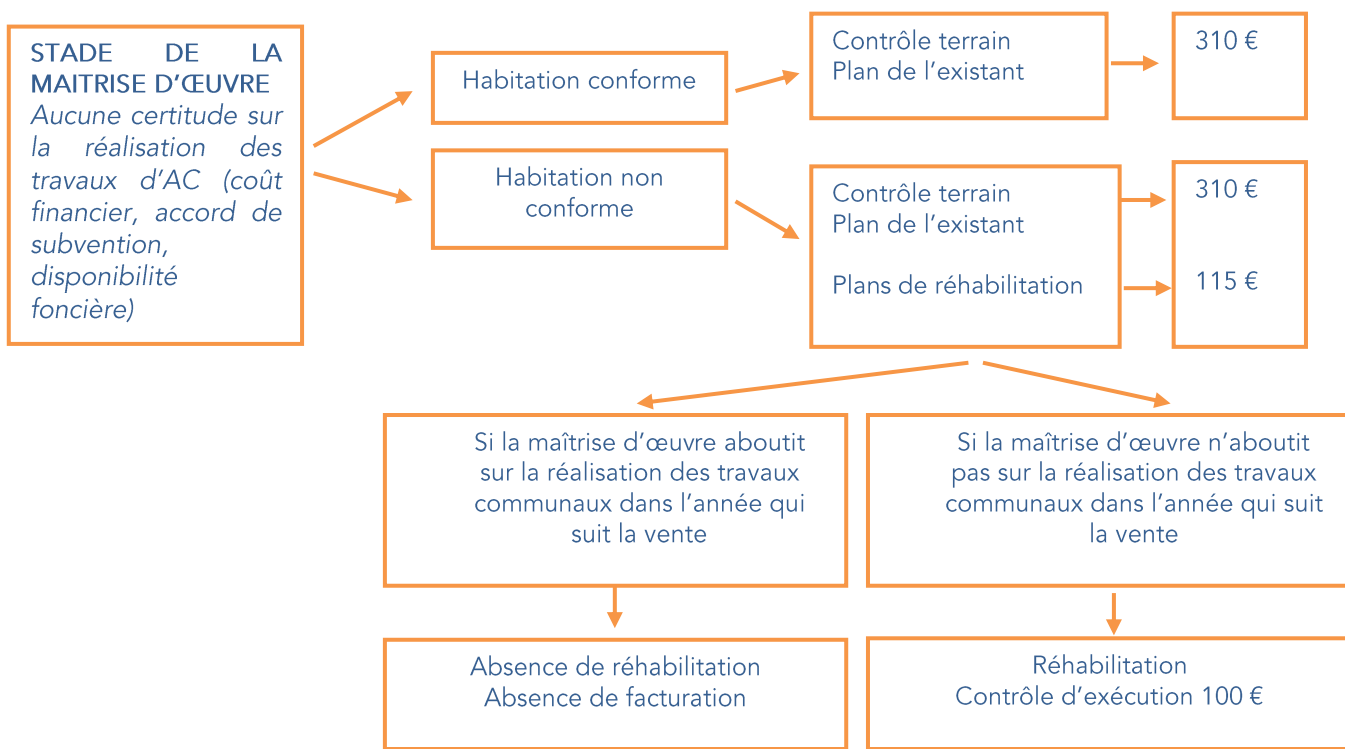 STADE DE LA
MAITRISE D'ŒUVRE
Aucune certitude sur
la réalisation des
travaux d'AC (coût
financier, accord de
subvention,
disponibilité
foncière)
Habitation conforme
Contrôle terrain
Plan de l'existant
310 €
Habitation non
conforme
Contrôle terrain
Plan de l'existant
Plans de réhabilitation
310 €
115 €
Si la maîtrise d'œuvre aboutit
sur la réalisation des travaux
communaux dans l'année qui
suit la vente
Si la maîtrise d'œuvre n'aboutit
pas sur la réalisation des travaux
communaux dans l'année qui suit
la vente
Absence de réhabilitation
Absence de facturation
Réhabilitation
Contrôle d'exécution 100 €